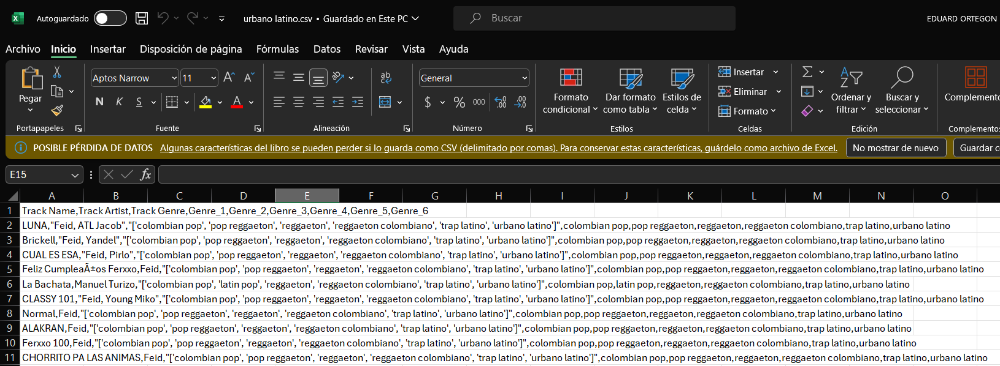 Autoguardado urbano latino.csv • Guardado en Este PC Buscar EDUARD ORTEGON
Archivo Inicio Insertar Disposición de página Fórmulas Datos Revisar Vista Ayuda
Pegar
Portapapeles
Aptos Narrow 11
N K S
Fuente
Alineación
General
$ % 000
Número
Formato condicional
Dar formato como tabla
Estilos de celda
Estilos
Insertar
Eliminar
Formato
Celdas
Ordenar y filtrar
Buscar y seleccionar
Edición
Complemento
Complementos
POSIBLE PÉRDIDA DE DATOS Algunas características del libro se pueden perder si lo guarda como CSV (delimitado por comas). Para conservar estas características, guárdelo como archivo de Excel. No mostrar de nuevo Guardar c
E15 fx
A B C D E F G H I J K L M N O
1 Track Name,Track Artist,Track Genre,Genre_1,Genre_2,Genre_3,Genre_4,Genre_5,Genre_6
2 LUNA,"Feid, ATL Jacob","['colombian pop', 'pop reggaeton', 'reggaeton', 'reggaeton colombiano', 'trap latino', 'urbano latino']",colombian pop,pop reggaeton,reggaeton,reggaeton colombiano,trap latino,urbano latino
3 Brickell,"Feid, Yandel","['colombian pop', 'pop reggaeton', 'reggaeton', 'reggaeton colombiano', 'trap latino', 'urbano latino']",colombian pop,pop reggaeton,reggaeton,reggaeton colombiano,trap latino,urbano latino
4 CUAL ES ESA,"Feid, Pirlo","['colombian pop', 'pop reggaeton', 'reggaeton', 'reggaeton colombiano', 'trap latino', 'urbano latino']",colombian pop,pop reggaeton,reggaeton,reggaeton colombiano,trap latino,urbano latino
5 Feliz CumpleaÃ±os Ferxxo,Feid,"['colombian pop', 'pop reggaeton', 'reggaeton', 'reggaeton colombiano', 'trap latino', 'urbano latino']",colombian pop,pop reggaeton,reggaeton,reggaeton colombiano,trap latino,urbano latino
6 La Bachata,Manuel Turizo,"['colombian pop', 'latin pop', 'reggaeton', 'reggaeton colombiano', 'trap latino', 'urbano latino']",colombian pop,latin pop,reggaeton,reggaeton colombiano,trap latino,urbano latino
7 CLASSY 101,"Feid, Young Miko","['colombian pop', 'pop reggaeton', 'reggaeton', 'reggaeton colombiano', 'trap latino', 'urbano latino']",colombian pop,pop reggaeton,reggaeton,reggaeton colombiano,trap latino,urbano latino
8 Normal,Feid,"['colombian pop', 'pop reggaeton', 'reggaeton', 'reggaeton colombiano', 'trap latino', 'urbano latino']",colombian pop,pop reggaeton,reggaeton,reggaeton colombiano,trap latino,urbano latino
9 ALAKRAN,Feid,"['colombian pop', 'pop reggaeton', 'reggaeton', 'reggaeton colombiano', 'trap latino', 'urbano latino']",colombian pop,pop reggaeton,reggaeton,reggaeton colombiano,trap latino,urbano latino
10 Ferxxo 100,Feid,"['colombian pop', 'pop reggaeton', 'reggaeton', 'reggaeton colombiano', 'trap latino', 'urbano latino']",colombian pop,pop reggaeton,reggaeton,reggaeton colombiano,trap latino,urbano latino
11 CHORRITO PA LAS ANIMAS,Feid,"['colombian pop', 'pop reggaeton', 'reggaeton', 'reggaeton colombiano', 'trap latino', 'urbano latino']",colombian pop,pop reggaeton,reggaeton,reggaeton colombiano,trap latino,urbano latino